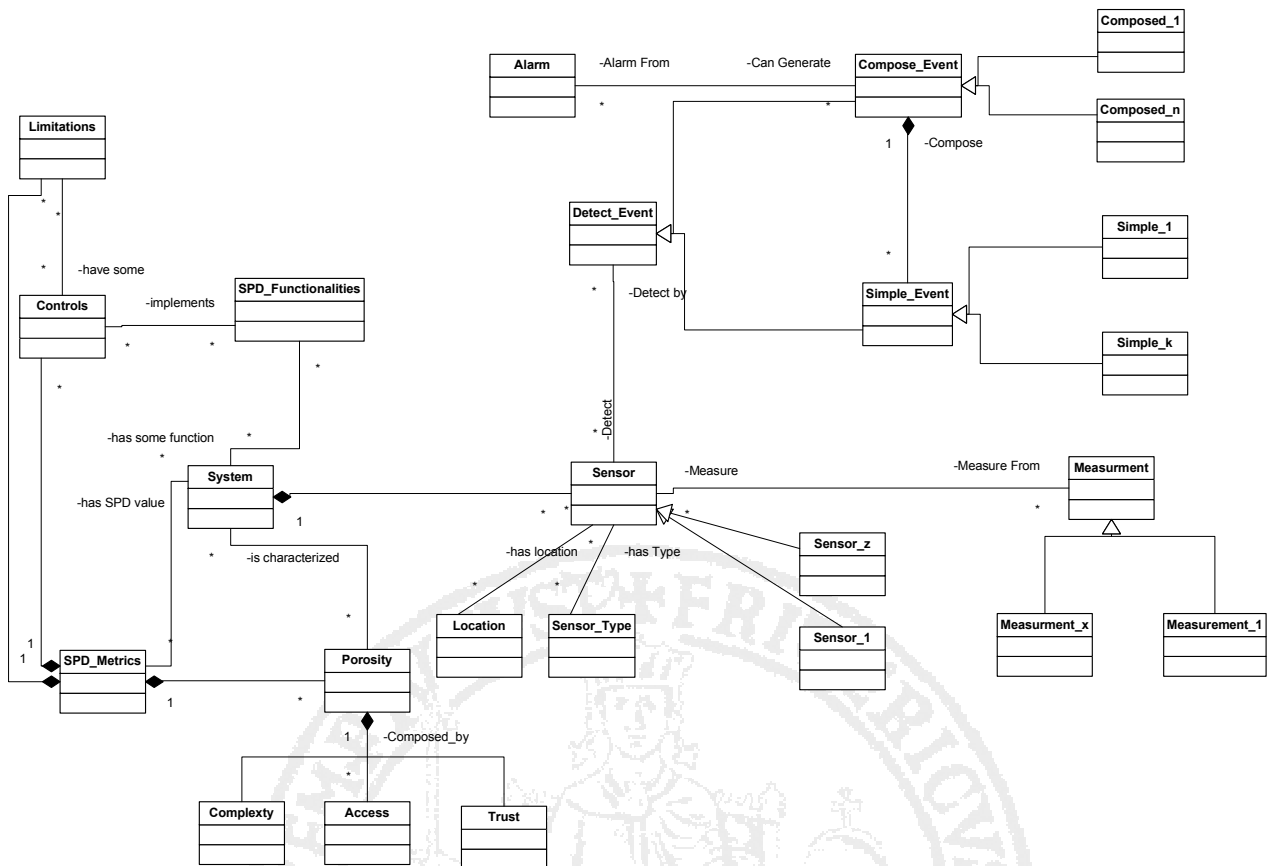 Composed_1
Alarm
-Alarm From
-Can Generate
Compose_Event
*
*
Composed_n
Limitations
1
-Compose
Detect_Event
Simple_1
*
*
*
-have some
*
SPD_Functionalities
*
-Detect by
Simple_Event
Controls
-implements
*
*
Simple_k
*
*
-Detect
-has some function
*
*
*
System
Sensor
-Measure
-Measure From
Measurment
-has SPD value
1
*
*
*
*
*
-is characterized
*
-has location
*
-has Type
Sensor_z
*
*
*
Location
Sensor_Type
Sensor_1
Measurment_x
Measurement_1
1
*
1
SPD_Metrics
Porosity
1
*
1
-Composed_by
*
Complexty
Access
Trust